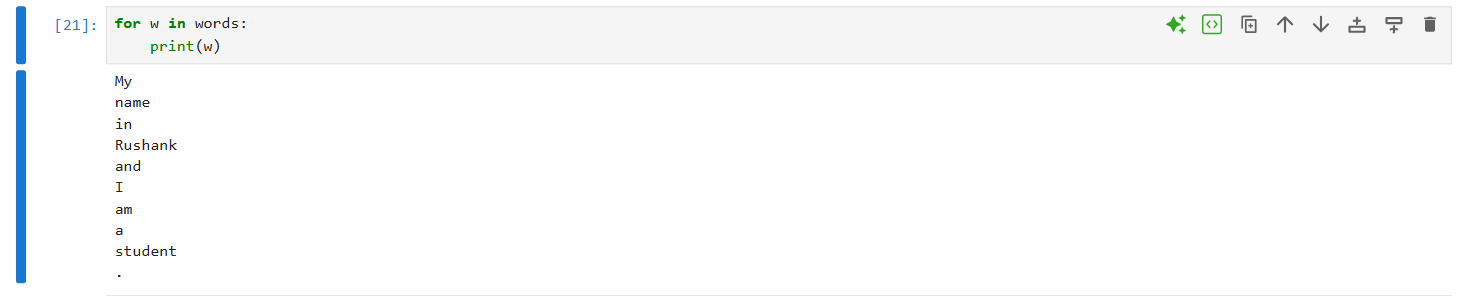 [21]: for w in words:
    print(w)
My
name
in
Rushank
and
I
am
a
student
.